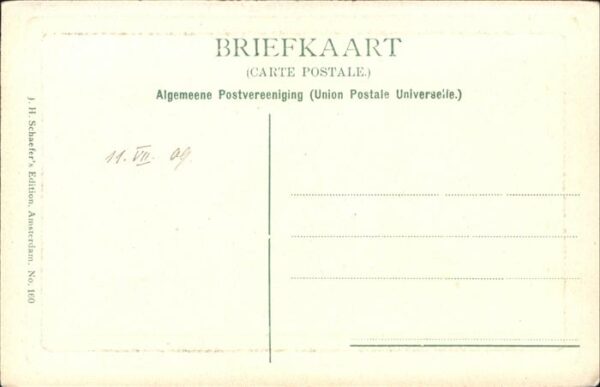 BRIEFKAART
(CARTE POSTALE.)
Algemeene Postvereeniging (Union Postale Universelle.)
11. VII. 09.
J. H. Schaefer's Edition, Amsterdam. No. 160